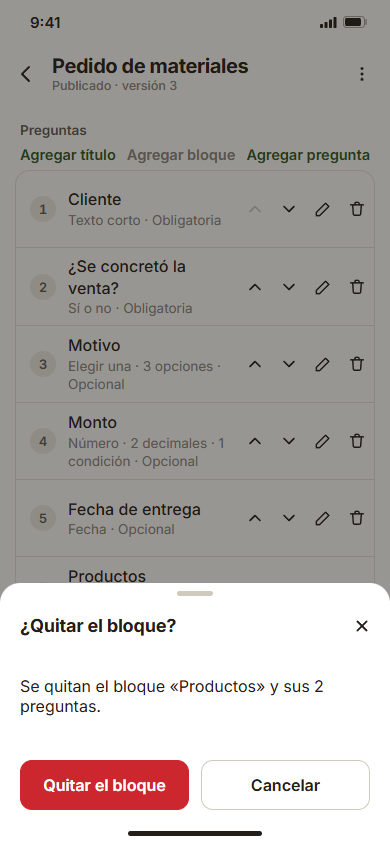 9:41
Pedido de materiales
Publicado · versión 3
Preguntas
Agregar título Agregar bloque Agregar pregunta
1 Cliente
Texto corto · Obligatoria
2 ¿Se concretó la
venta?
Sí o no · Obligatoria
3 Motivo
Elegir una · 3 opciones ·
Opcional
4 Monto
Número · 2 decimales · 1
condición · Opcional
5 Fecha de entrega
Fecha · Opcional
Productos
¿Quitar el bloque?
Se quitan el bloque «Productos» y sus 2
preguntas.
Quitar el bloque Cancelar